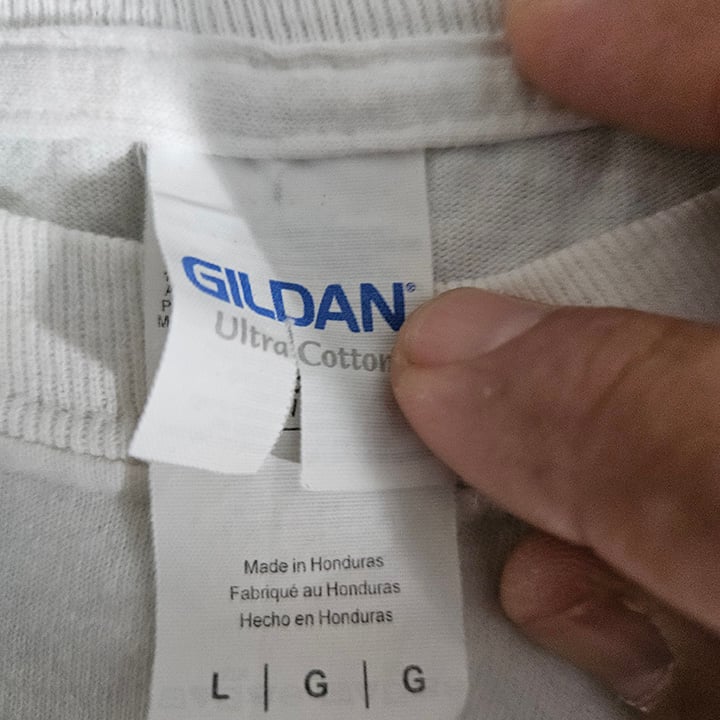 GILDAN®
Ultra Cotton
Made in Honduras
Fabriqué au Honduras
Hecho en Honduras
L | G | G